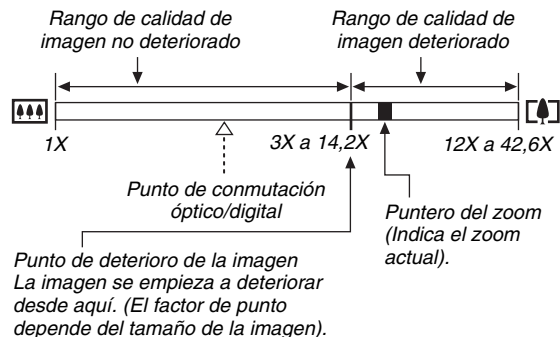 Rango de calidad de
imagen no deteriorado
Rango de calidad de
imagen deteriorado
1X
3X a 14,2X
12X a 42,6X
Punto de conmutación
óptico/digital
Puntero del zoom
(Indica el zoom
actual).
Punto de deterioro de la imagen
La imagen se empieza a deteriorar
desde aquí. (El factor de punto
depende del tamaño de la imagen).